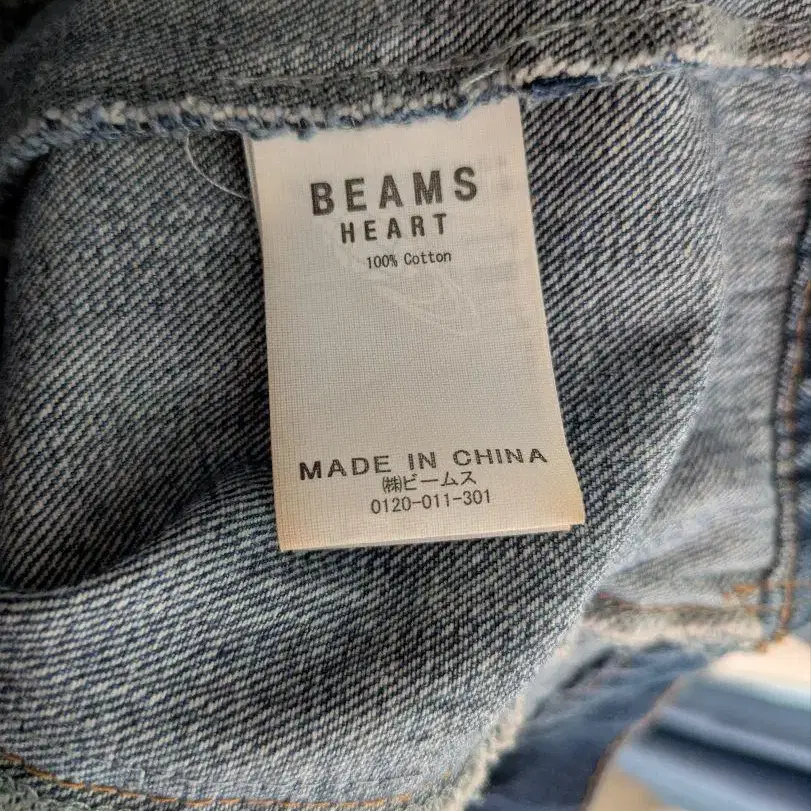 BEAMS
HEART
100% Cotton
MADE IN CHINA
㈱ビームス
0120-011-301